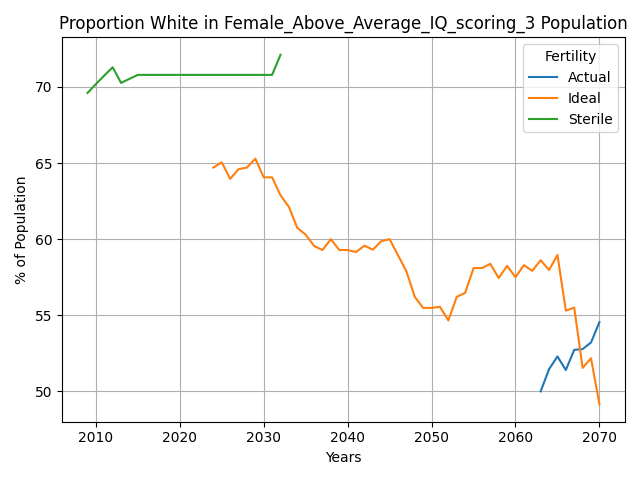 Proportion White in Female_Above_Average_IQ_scoring_3 Population
Fertility
Actual
Ideal
Sterile
% of Population
70
65
60
55
50
2010 2020 2030 2040 2050 2060 2070
Years